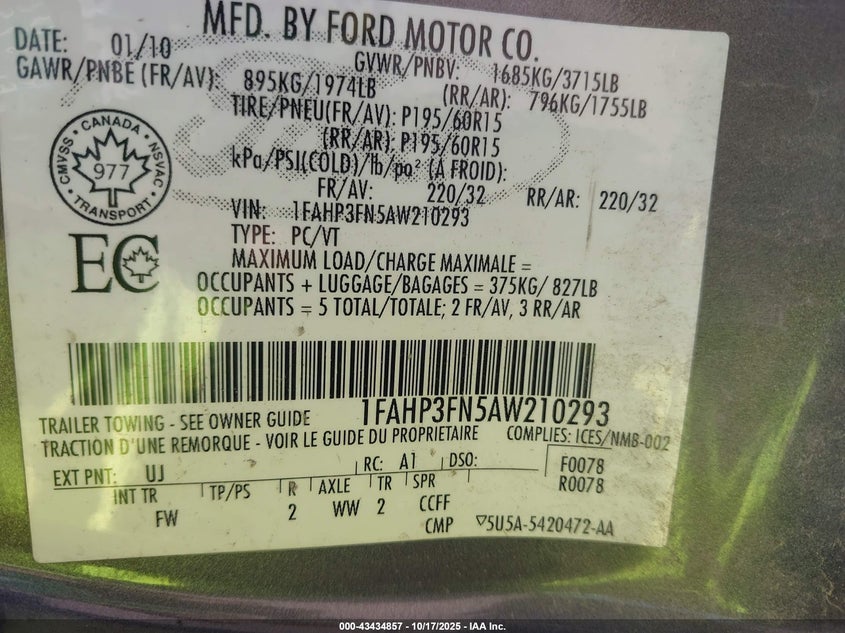 MFD. BY FORD MOTOR CO.
DATE: 01/10 GVWR/PNBV: 1685KG/3715LB
GAWR/PNBE (FR/AV): 895KG/1974LB (RR/AR): 796KG/1755LB
TIRE/PNEU(FR/AV): P195/60R15
(RR/AR): P195/60R15
kPa/PSI(COLD)/lb/po² (A FROID):
FR/AV: 220/32 RR/AR: 220/32
CMVSS · CANADA · NSVAC
977
· TRANSPORT ·
VIN: 1FAHP3FN5AW210293
TYPE: PC/VT
EC
MAXIMUM LOAD/CHARGE MAXIMALE =
OCCUPANTS + LUGGAGE/BAGAGES = 375KG/ 827LB
OCCUPANTS = 5 TOTAL/TOTALE; 2 FR/AV, 3 RR/AR
1FAHP3FN5AW210293
TRAILER TOWING - SEE OWNER GUIDE
TRACTION D'UNE REMORQUE - VOIR LE GUIDE DU PROPRIETAIRE
COMPLIES: ICES/NMB-002
EXT PNT: UJ RC: A1 DSO: F0078
R0078
INT TR TP/PS R AXLE TR SPR
FW 2 WW 2 CCFF
CMP ▽5U5A-5420472-AA
000-43434857 - 10/17/2025 - IAA Inc.